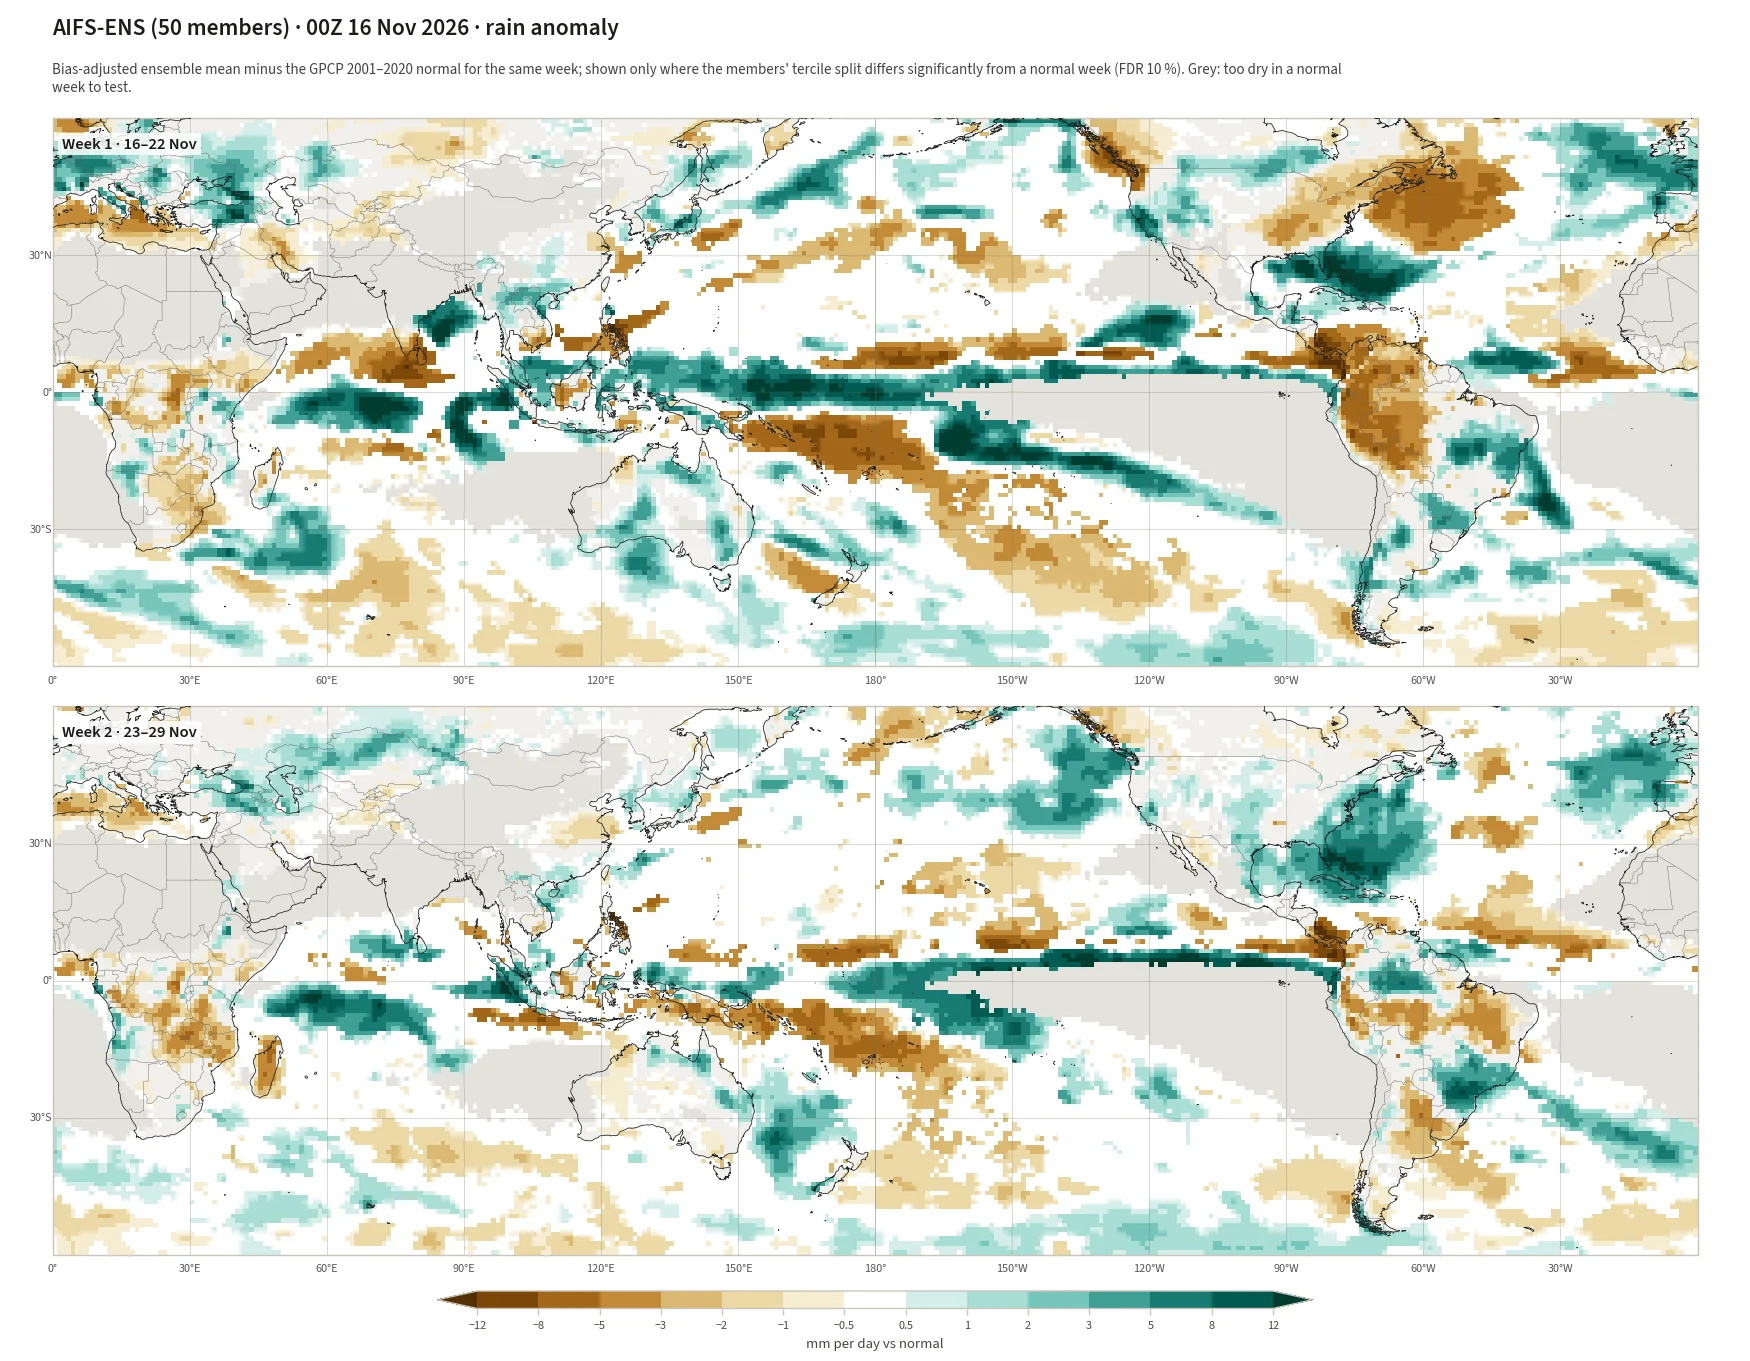 AIFS-ENS (50 members) · 00Z 16 Nov 2026 · rain anomaly
Bias-adjusted ensemble mean minus the GPCP 2001–2020 normal for the same week; shown only where the members' tercile split differs significantly from a normal week (FDR 10 %). Grey: too dry in a normal
week to test.
Week 1 · 16–22 Nov
30°N
0°
30°S
0° 30°E 60°E 90°E 120°E 150°E 180° 150°W 120°W 90°W 60°W 30°W
Week 2 · 23–29 Nov
30°N
0°
30°S
0° 30°E 60°E 90°E 120°E 150°E 180° 150°W 120°W 90°W 60°W 30°W
−12 −8 −5 −3 −2 −1 −0.5 0.5 1 2 3 5 8 12
mm per day vs normal